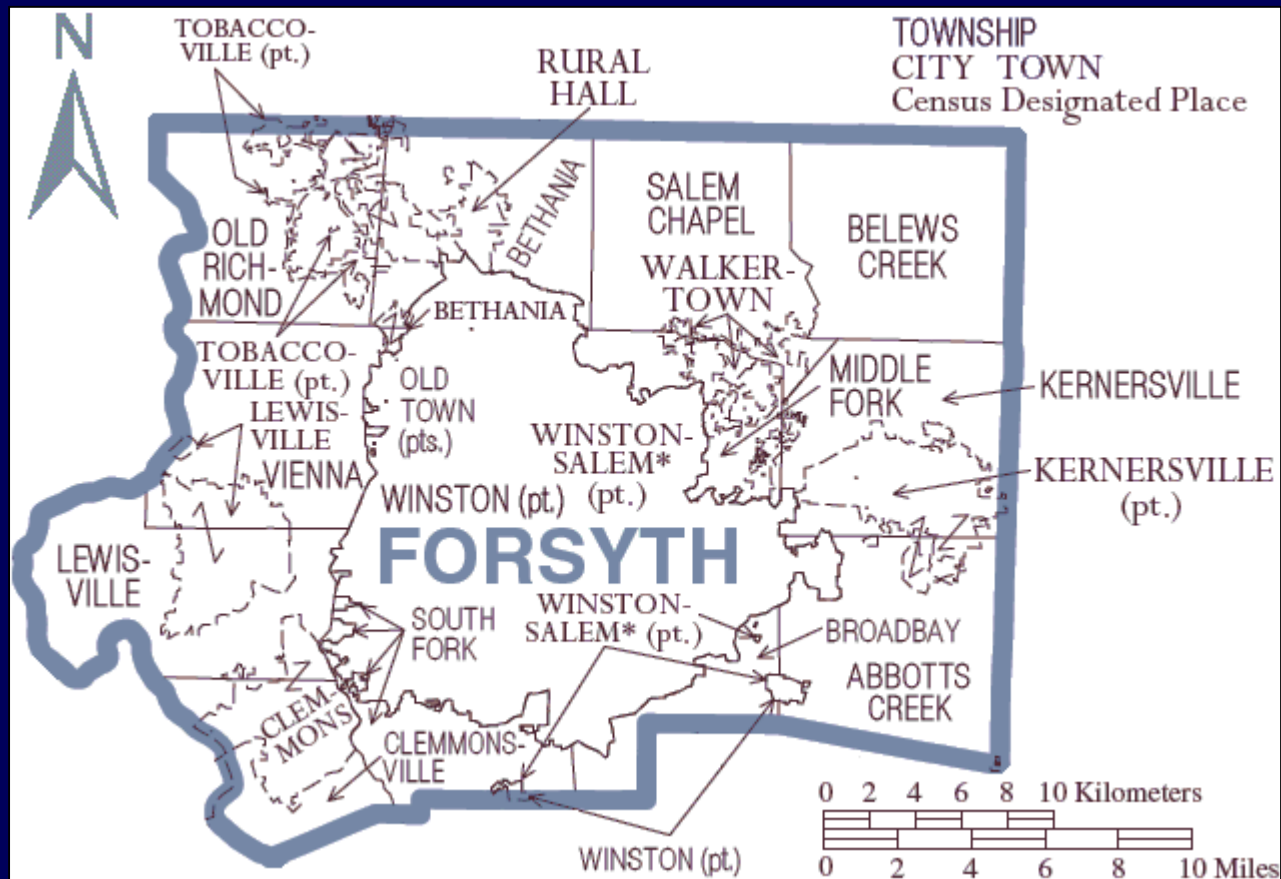 N
TOBACCO-
VILLE (pt.)
RURAL
HALL
TOWNSHIP
CITY TOWN
Census Designated Place
OLD
RICH-
MOND
BETHANIA
SALEM
CHAPEL
BELEWS
CREEK
WALKER-
TOWN
BETHANIA
TOBACCO-
VILLE (pt.)
OLD
TOWN
(pts.)
MIDDLE
FORK
KERNERSVILLE
LEWIS-
VILLE
VIENNA
WINSTON-
SALEM*
(pt.)
KERNERSVILLE
(pt.)
WINSTON (pt.)
FORSYTH
LEWIS-
VILLE
SOUTH
FORK
WINSTON-
SALEM* (pt.)
BROADBAY
ABBOTTS
CREEK
CLEM-
MONS
CLEMMONS-
VILLE
WINSTON (pt.)
0 2 4 6 8 10 Kilometers
0 2 4 6 8 10 Miles